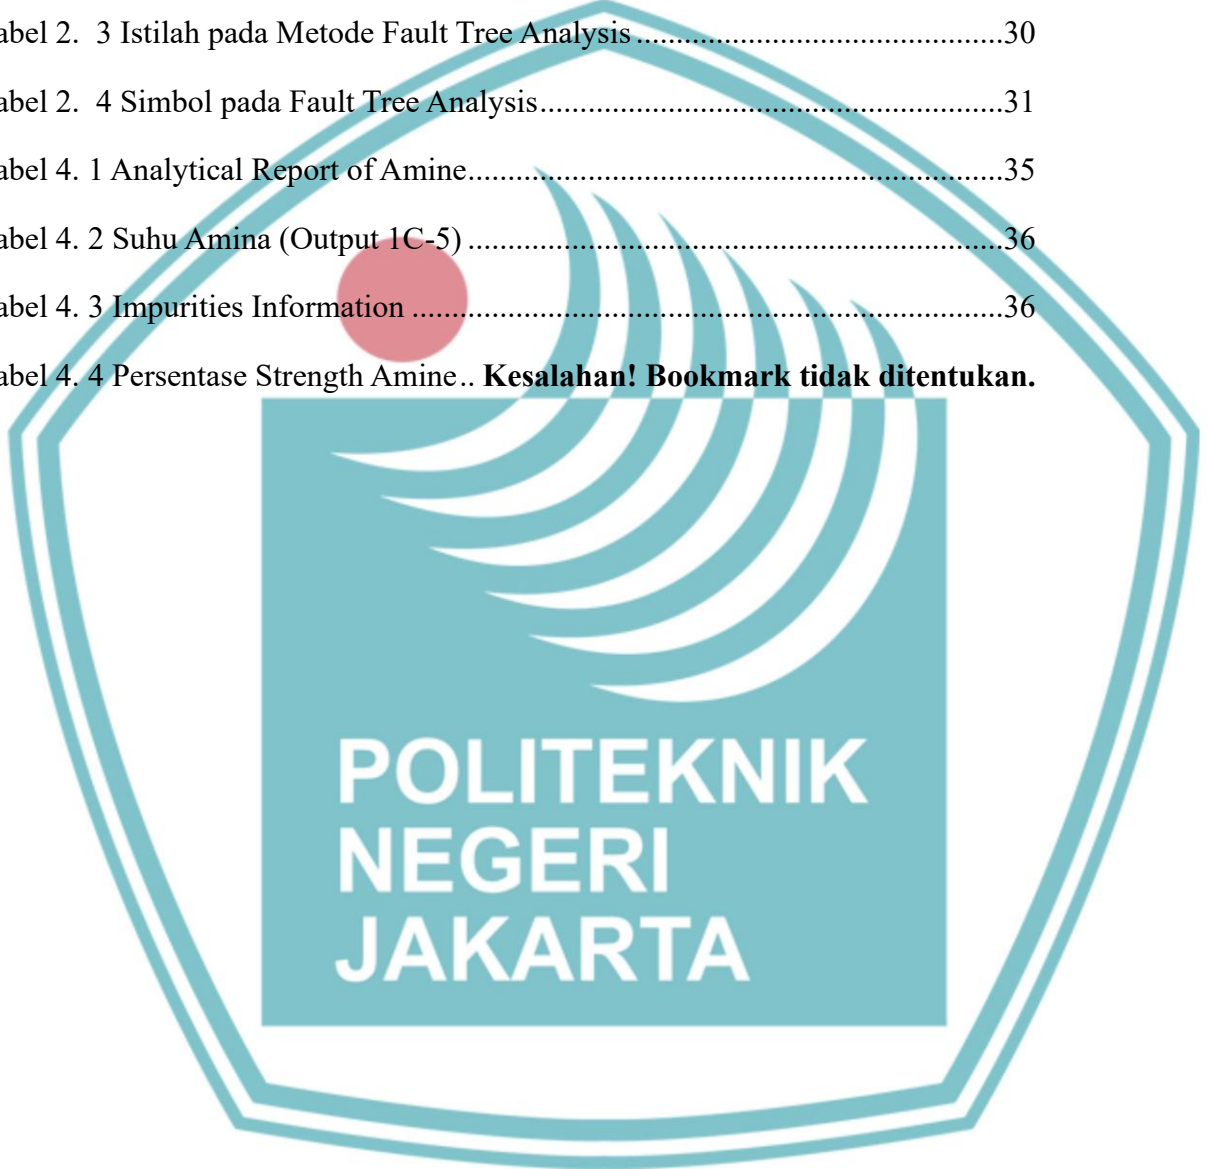 abel 2.  3 Istilah pada Metode Fault Tree Analysis.............................................30
abel 2.  4 Simbol pada Fault Tree Analysis.........................................................31
abel 4. 1 Analytical Report of Amine..................................................................35
abel 4. 2 Suhu Amina (Output 1C-5) ..................................................................36
abel 4. 3 Impurities Information .........................................................................36
abel 4. 4 Persentase Strength Amine.. Kesalahan! Bookmark tidak ditentukan.
POLITEKNIK
NEGERI
JAKARTA